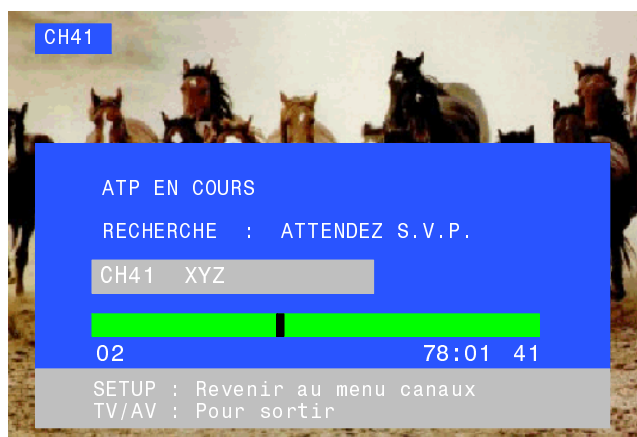 CH41
ATP EN COURS
RECHERCHE : ATTENDEZ S.V.P.
CH41 XYZ
02 78:01 41
SETUP : Revenir au menu canaux
TV/AV : Pour sortir